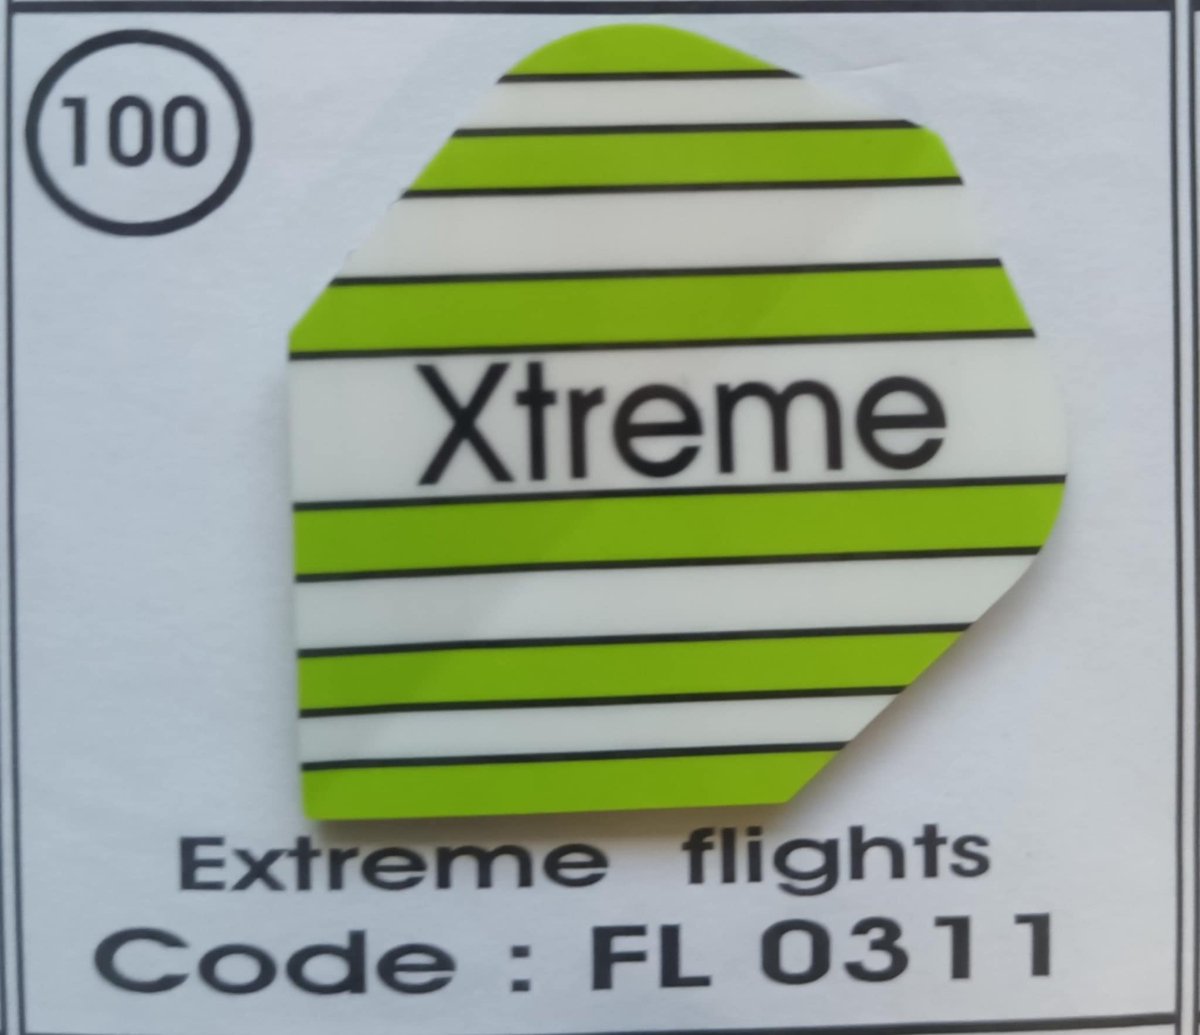 100
Xtreme
Extreme flights
Code : FL 0311